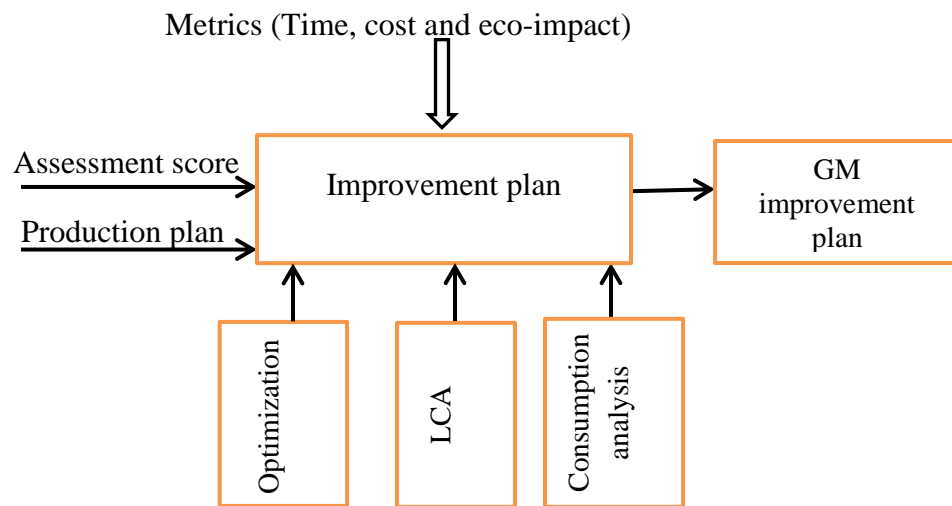 Metrics (Time, cost and eco-impact)
Assessment score
Production plan
Improvement plan
GM
improvement
plan
Optimization
LCA
Consumption
analysis